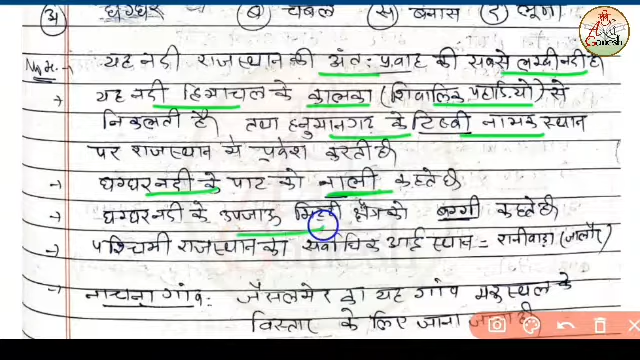 (अ) घग्घर (ब) चंबल (स) बनास (द) लूणी
Note:→ यह नदी राजस्थान की अंतः प्रवाह की सबसे लम्बी नदी है
→ यह नदी हिमाचल के कालका (शिवालिक पहाड़ियो) से
निकलती है। तथा हनुमानगढ़ के टिब्बी नामक स्थान
पर राजस्थान मे प्रवेश करती है।
→ घग्घर नदी के पाट को नाली कहते है
→ घग्घर नदी के उपजाऊ मिट्टी क्षेत्र को बग्गी कहते है
→ पश्चिमी राजस्थान का सर्वाधिक आर्द्र स्थान = रानीवाडा (जालौर)
→ नाचना गांव: जैसलमेर का यह गांव मरूस्थल के
विस्तार के लिए जाना जाता है।